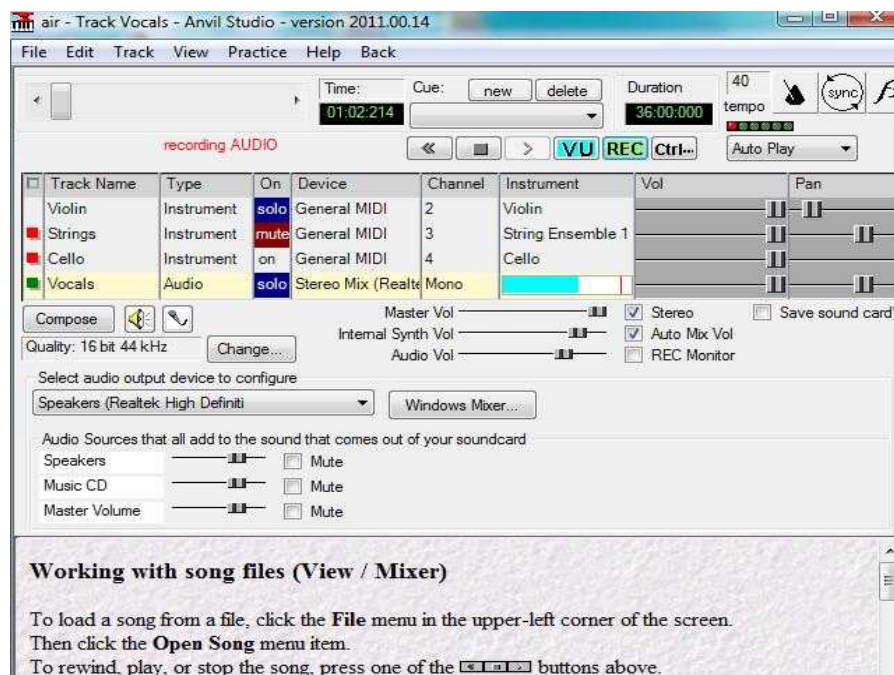 air - Track Vocals - Anvil Studio - version 2011.00.14
File Edit Track View Practice Help Back
Time: Cue: new delete Duration 40
01:02:214 36:00:000 tempo sync
recording AUDIO VU REC Ctrl... Auto Play
Track Name Type On Device Channel Instrument Vol Pan
Violin Instrument solo General MIDI 2 Violin
Strings Instrument mute General MIDI 3 String Ensemble 1
Cello Instrument on General MIDI 4 Cello
Vocals Audio solo Stereo Mix (Realte Mono
Compose Master Vol Stereo Save sound card
Internal Synth Vol Auto Mix Vol
Quality: 16 bit 44 kHz Change... Audio Vol REC Monitor
Select audio output device to configure
Speakers (Realtek High Definiti Windows Mixer...
Audio Sources that all add to the sound that comes out of your soundcard
Speakers Mute
Music CD Mute
Master Volume Mute
Working with song files (View / Mixer)
To load a song from a file, click the File menu in the upper-left corner of the screen.
Then click the Open Song menu item.
To rewind, play, or stop the song, press one of the buttons above.